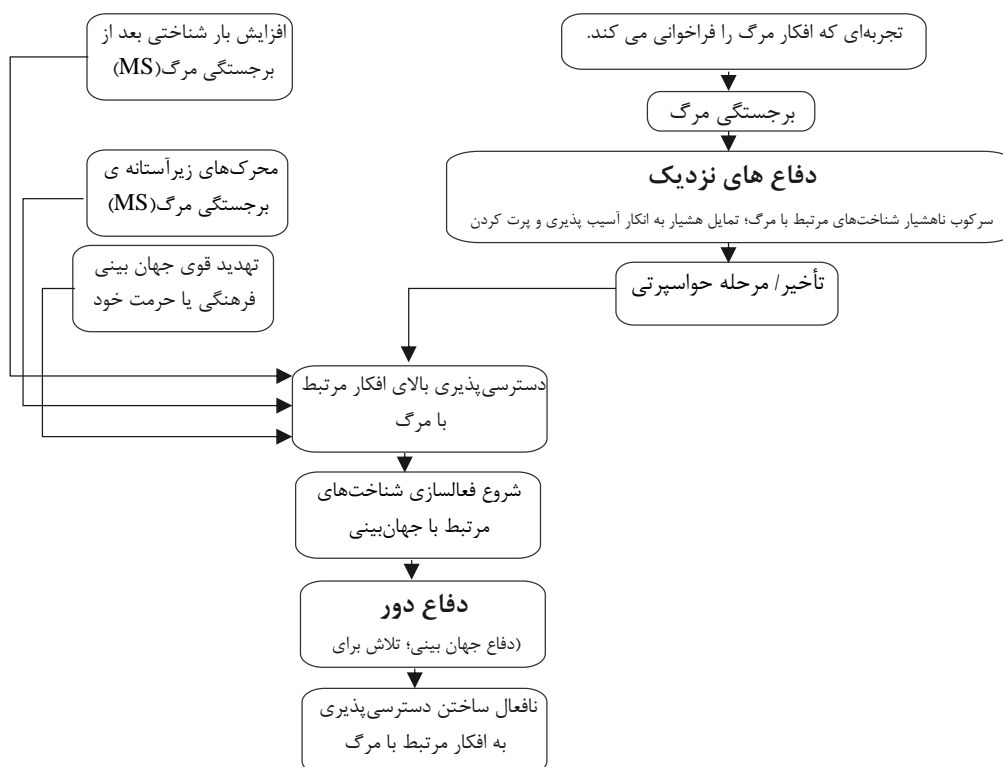 تجربه‌ای که افکار مرگ را فراخوانی می کند.
برجستگی مرگ
دفاع های نزدیک
سرکوب ناهشیار شناخت‌های مرتبط با مرگ؛ تمایل هشیار به انکار آسیب پذیری و پرت کردن
تأخیر/ مرحله حواسپرتی
افزایش بار شناختی بعد از
برجستگی مرگ(MS)
محرک‌های زیرآستانه ی
برجستگی مرگ(MS)
تهدید قوی جهان بینی
فرهنگی یا حرمت خود
دسترسی‌پذیری بالای افکار مرتبط
با مرگ
شروع فعالسازی شناخت‌های
مرتبط با جهان‌بینی
دفاع دور
(دفاع جهان بینی؛ تلاش برای
نافعال ساختن دسترسی‌پذیری
به افکار مرتبط با مرگ